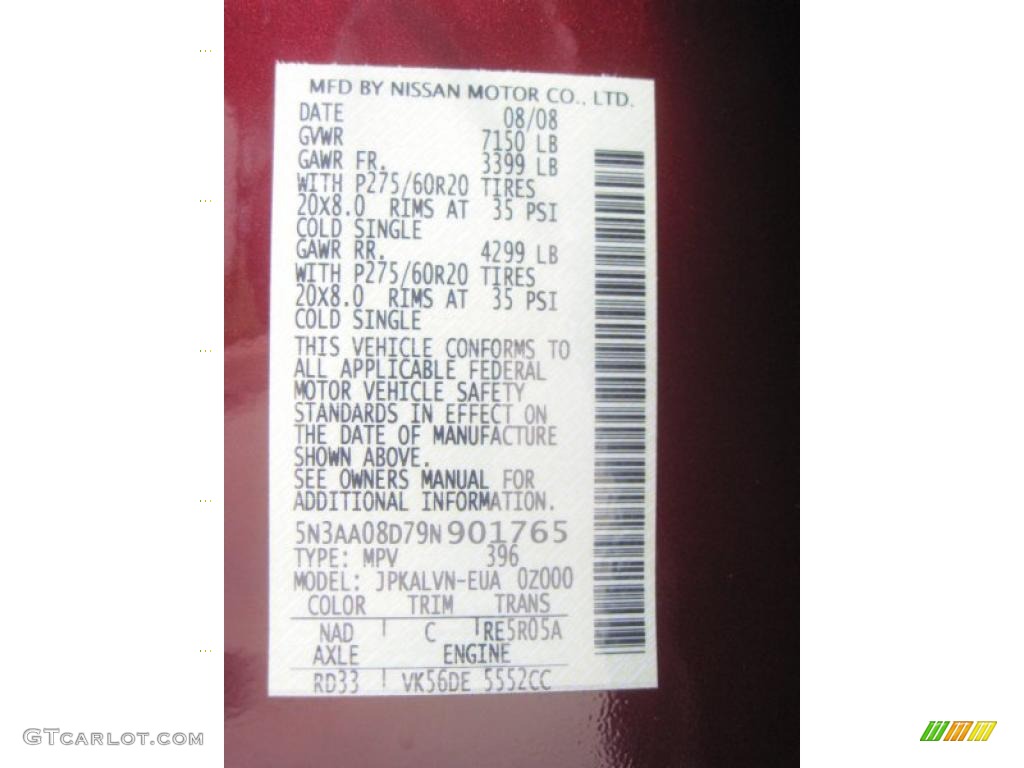 MFD BY NISSAN MOTOR CO., LTD.
DATE 08/08
GVWR 7150 LB
GAWR FR. 3399 LB
WITH P275/60R20 TIRES
20X8.0 RIMS AT 35 PSI
COLD SINGLE
GAWR RR. 4299 LB
WITH P275/60R20 TIRES
20X8.0 RIMS AT 35 PSI
COLD SINGLE
THIS VEHICLE CONFORMS TO
ALL APPLICABLE FEDERAL
MOTOR VEHICLE SAFETY
STANDARDS IN EFFECT ON
THE DATE OF MANUFACTURE
SHOWN ABOVE.
SEE OWNERS MANUAL FOR
ADDITIONAL INFORMATION.
5N3AA08D79N901765
TYPE: MPV 396
MODEL: JPKALVN-EUA 0Z000
COLOR TRIM TRANS
NAD C RE5R05A
AXLE ENGINE
RD33 VK56DE 5552CC
GTCARLOT.COM